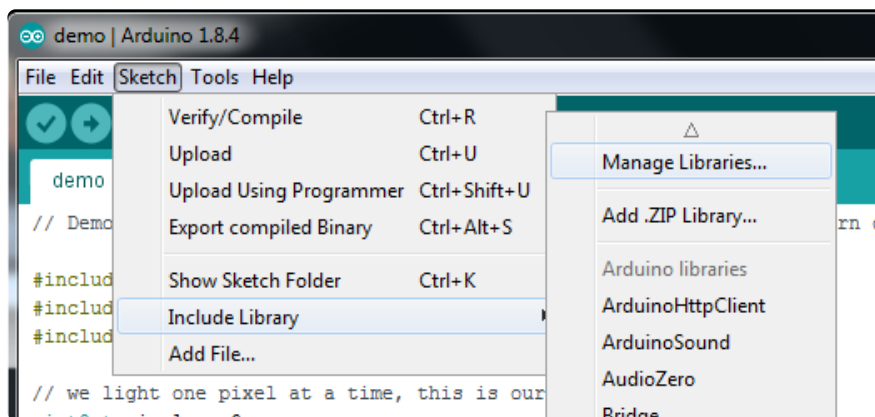 demo | Arduino 1.8.4
File Edit Sketch Tools Help
Verify/Compile Ctrl+R
Upload Ctrl+U
Upload Using Programmer Ctrl+Shift+U
Export compiled Binary Ctrl+Alt+S
Show Sketch Folder Ctrl+K
Include Library
Add File...
Manage Libraries...
Add .ZIP Library...
Arduino libraries
ArduinoHttpClient
ArduinoSound
AudioZero
Bridge
demo
// Demo
#includ
#includ
#includ
// we light one pixel at a time, this is our